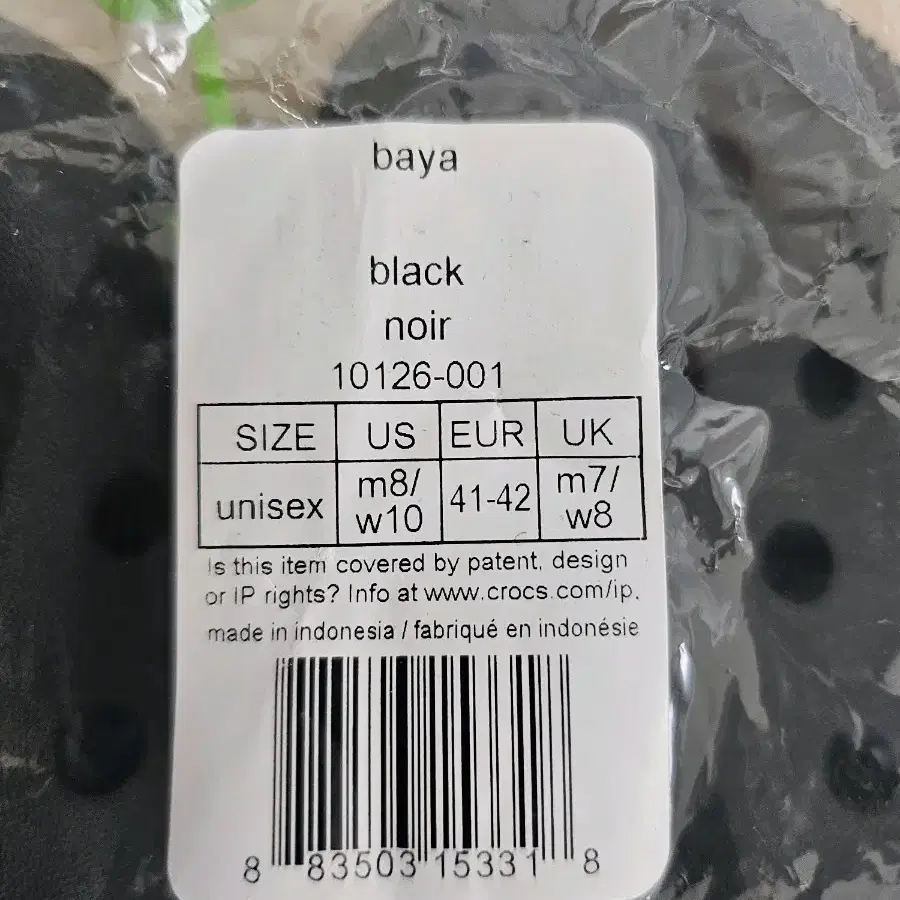 baya
black
noir
10126-001
SIZE US EUR UK
unisex m8/ w10 41-42 m7/ w8
Is this item covered by patent, design
or IP rights? Info at www.crocs.com/ip.
made in indonesia / fabriqué en indonésie
8 83503 15331 8